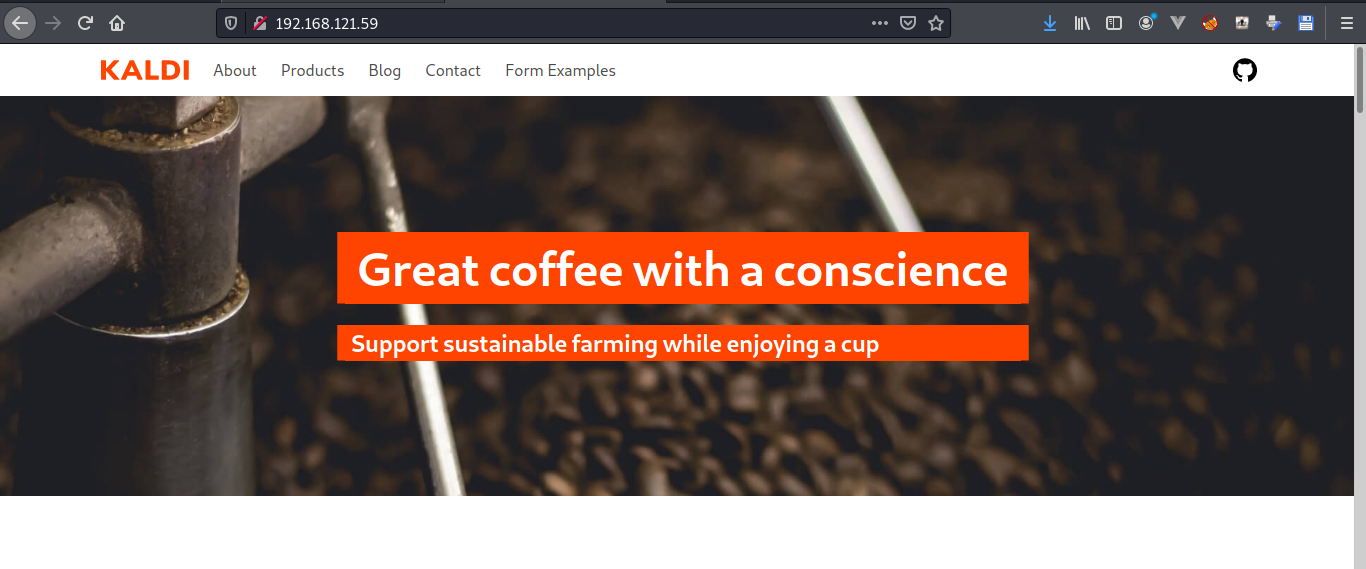 192.168.121.59
KALDI About Products Blog Contact Form Examples
Great coffee with a conscience
Support sustainable farming while enjoying a cup